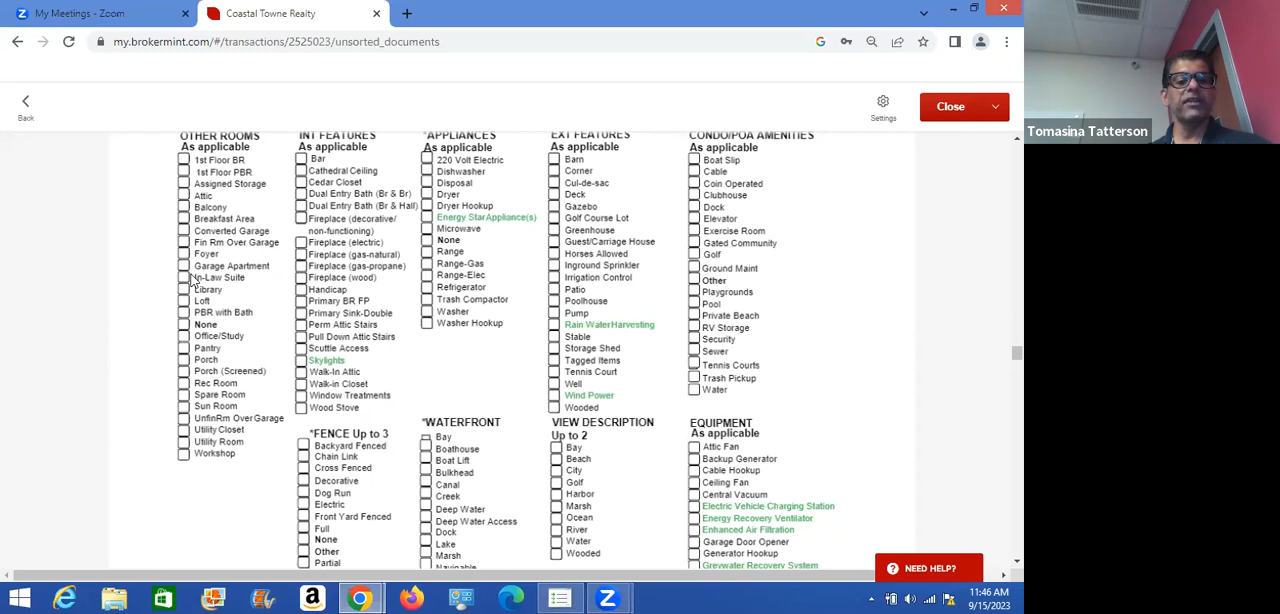 My Meetings - Zoom
Coastal Towne Realty
my.brokermint.com/#/transactions/2525023/unsorted_documents
Back
Settings
Close
Tomasina Tatterson
OTHER ROOMS
As applicable
1st Floor BR
1st Floor PBR
Assigned Storage
Attic
Balcony
Breakfast Area
Converted Garage
Fin Rm Over Garage
Foyer
Garage Apartment
In-Law Suite
Library
Loft
PBR with Bath
None
Office/Study
Pantry
Porch
Porch (Screened)
Rec Room
Spare Room
Sun Room
UnfinRm Over Garage
Utility Closet
Utility Room
Workshop
INT FEATURES
As applicable
Bar
Cathedral Ceiling
Cedar Closet
Dual Entry Bath (Br & Br)
Dual Entry Bath (Br & Hall)
Fireplace (decorative/
non-functioning)
Fireplace (electric)
Fireplace (gas-natural)
Fireplace (gas-propane)
Fireplace (wood)
Handicap
Primary BR FP
Primary Sink-Double
Perm Attic Stairs
Pull Down Attic Stairs
Scuttle Access
Skylights
Walk-In Attic
Walk-in Closet
Window Treatments
Wood Stove
*FENCE Up to 3
Backyard Fenced
Chain Link
Cross Fenced
Decorative
Dog Run
Electric
Front Yard Fenced
Full
None
Other
Partial
*APPLIANCES
As applicable
220 Volt Electric
Dishwasher
Disposal
Dryer
Dryer Hookup
Energy StarAppliance(s)
Microwave
None
Range
Range-Gas
Range-Elec
Refrigerator
Trash Compactor
Washer
Washer Hookup
*WATERFRONT
Bay
Boathouse
Boat Lift
Bulkhead
Canal
Creek
Deep Water
Deep Water Access
Dock
Lake
Marsh
Navigable
EXT FEATURES
As applicable
Barn
Corner
Cul-de-sac
Deck
Gazebo
Golf Course Lot
Greenhouse
Guest/Carriage House
Horses Allowed
Inground Sprinkler
Irrigation Control
Patio
Poolhouse
Pump
Rain WaterHarvesting
Stable
Storage Shed
Tagged Items
Tennis Court
Well
Wind Power
Wooded
VIEW DESCRIPTION
Up to 2
Bay
Beach
City
Golf
Harbor
Marsh
Ocean
River
Water
Wooded
CONDO/POA AMENITIES
As applicable
Boat Slip
Cable
Coin Operated
Clubhouse
Dock
Elevator
Exercise Room
Gated Community
Golf
Ground Maint
Other
Playgrounds
Pool
Private Beach
RV Storage
Security
Sewer
Tennis Courts
Trash Pickup
Water
EQUIPMENT
As applicable
Attic Fan
Backup Generator
Cable Hookup
Ceiling Fan
Central Vacuum
Electric Vehicle Charging Station
Energy Recovery Ventilator
Enhanced Air Filtration
Garage Door Opener
Generator Hookup
Greywater Recovery System
NEED HELP?
11:46 AM
9/15/2023